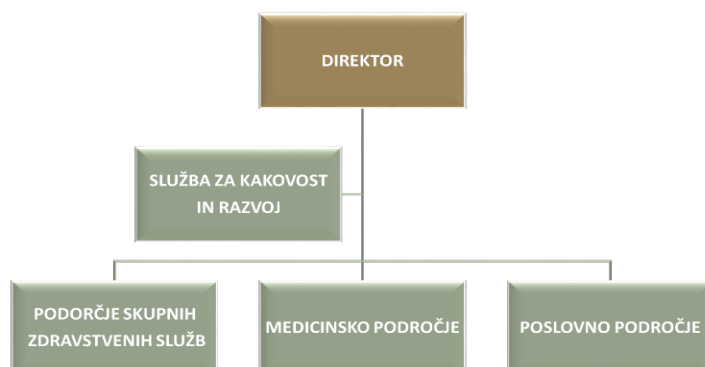 DIREKTOR
SLUŽBA ZA KAKOVOST
IN RAZVOJ
PODORČJE SKUPNIH
ZDRAVSTVENIH SLUŽB
MEDICINSKO PODROČJE
POSLOVNO PODROČJE